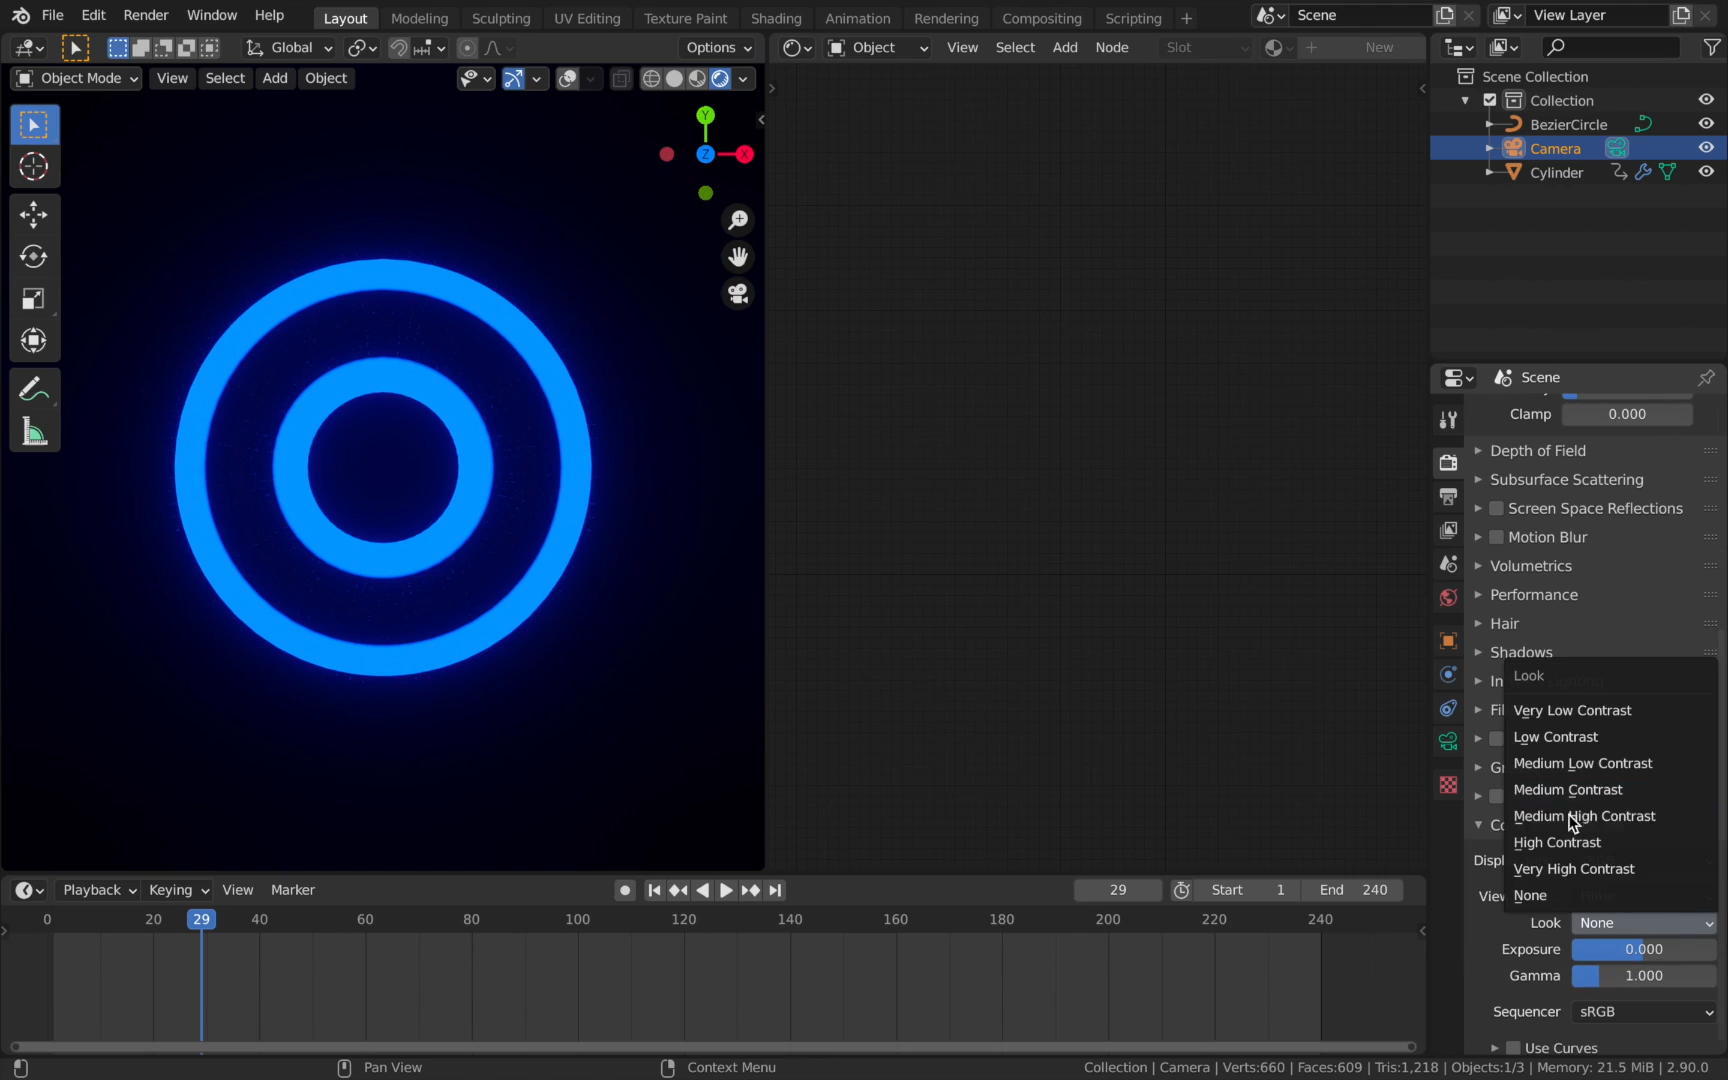 File Edit Render Window Help Layout Modeling Sculpting UV Editing Texture Paint Shading Animation Rendering Compositing Scripting + Scene View Layer
Global Options Object View Select Add Node Slot New
Object Mode View Select Add Object
Y
Z X
Scene Collection
Collection
BezierCircle
Camera
Cylinder
Scene
Clamp 0.000
Depth of Field
Subsurface Scattering
Screen Space Reflections
Motion Blur
Volumetrics
Performance
Hair
Shadows
Look
Very Low Contrast
Low Contrast
Medium Low Contrast
Medium Contrast
Medium High Contrast
High Contrast
Very High Contrast
None
Look None
Exposure 0.000
Gamma 1.000
Sequencer sRGB
Use Curves
Playback Keying View Marker 29 Start 1 End 240
0 20 29 40 60 80 100 120 140 160 180 200 220 240
Pan View Context Menu Collection | Camera | Verts:660 | Faces:609 | Tris:1,218 | Objects:1/3 | Memory: 21.5 MiB | 2.90.0